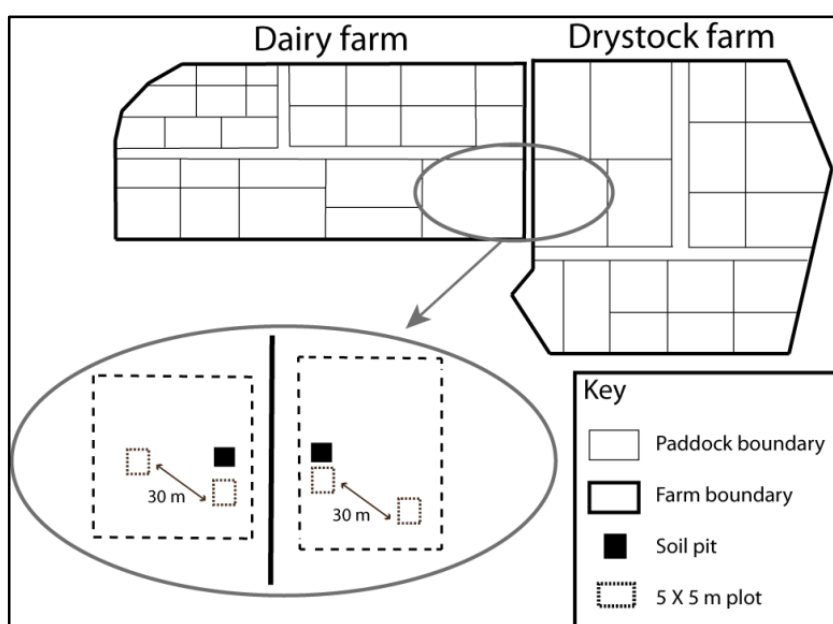 Dairy farm
Drystock farm
30 m
30 m
Key
Paddock boundary
Farm boundary
Soil pit
5 X 5 m plot